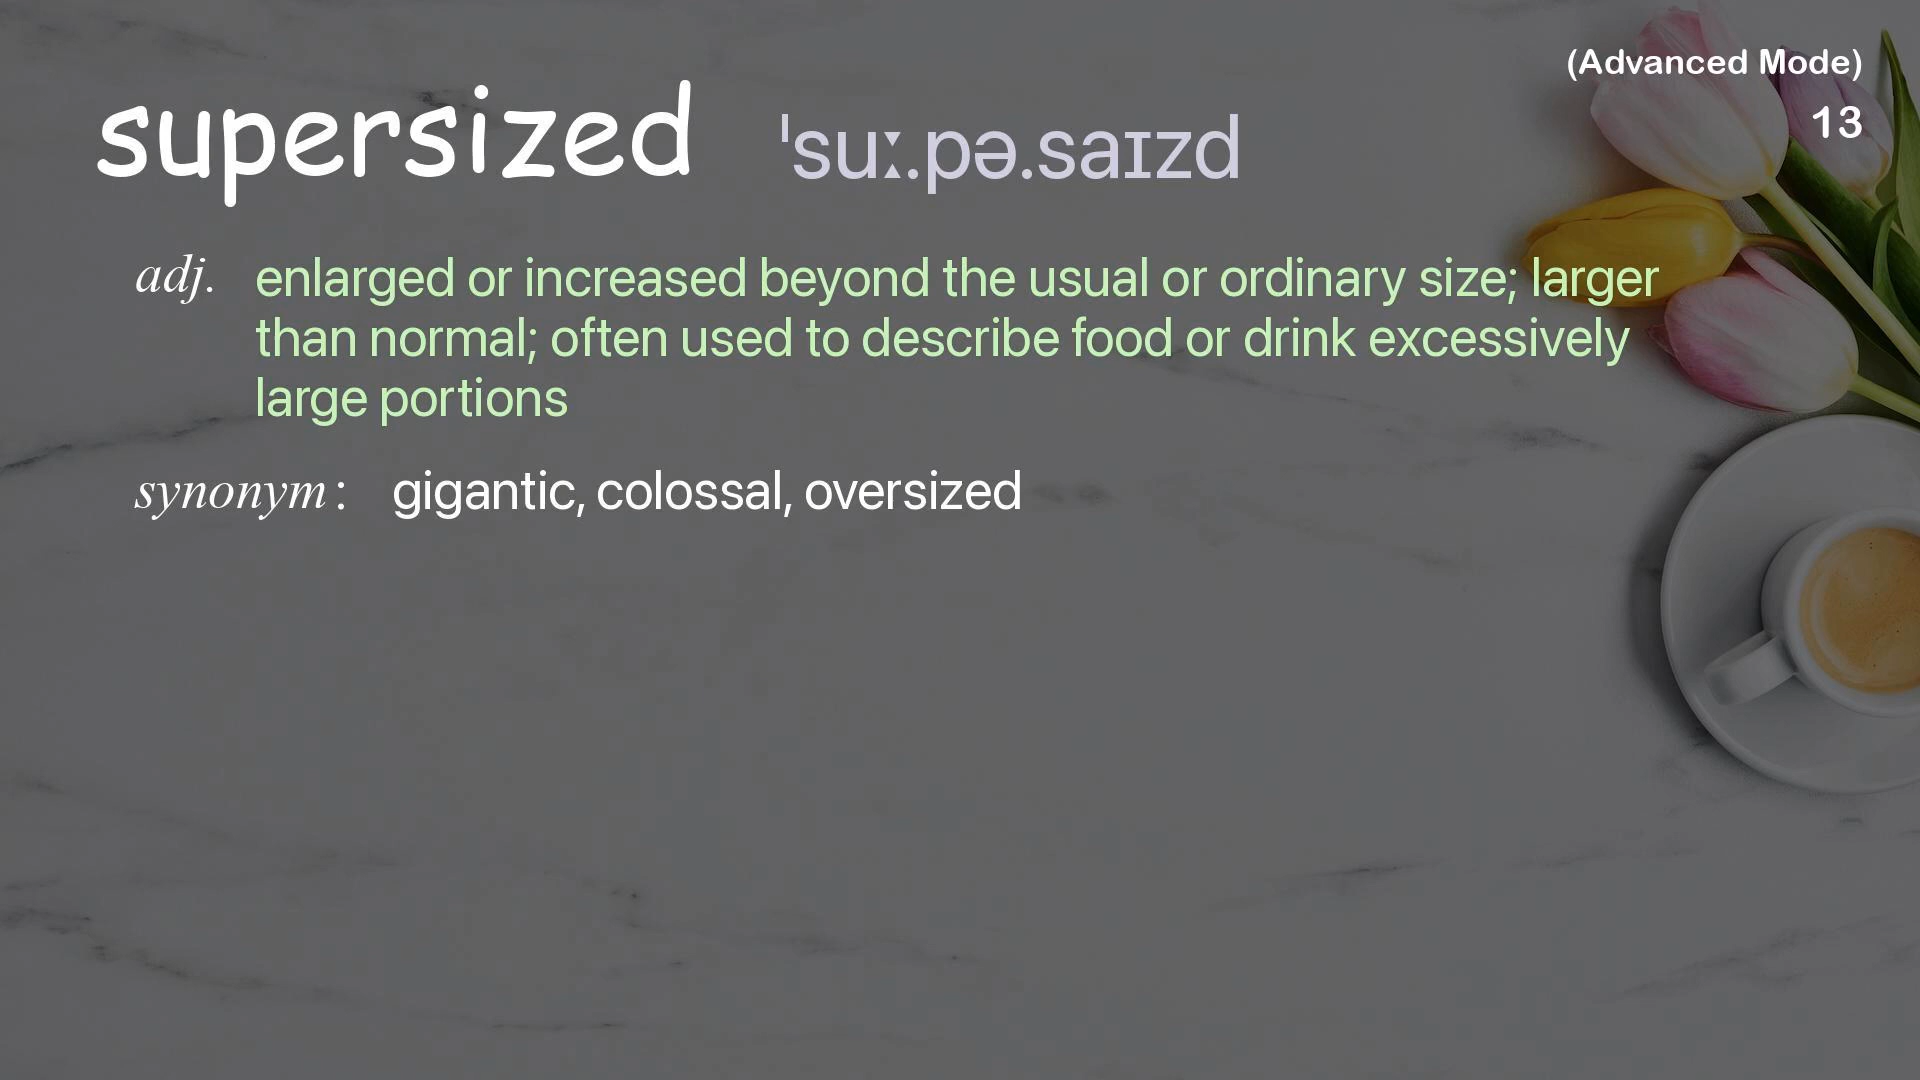 (Advanced Mode)
13
supersized ˈsuː.pə.saɪzd
adj. enlarged or increased beyond the usual or ordinary size; larger
than normal; often used to describe food or drink excessively
large portions
synonym : gigantic, colossal, oversized